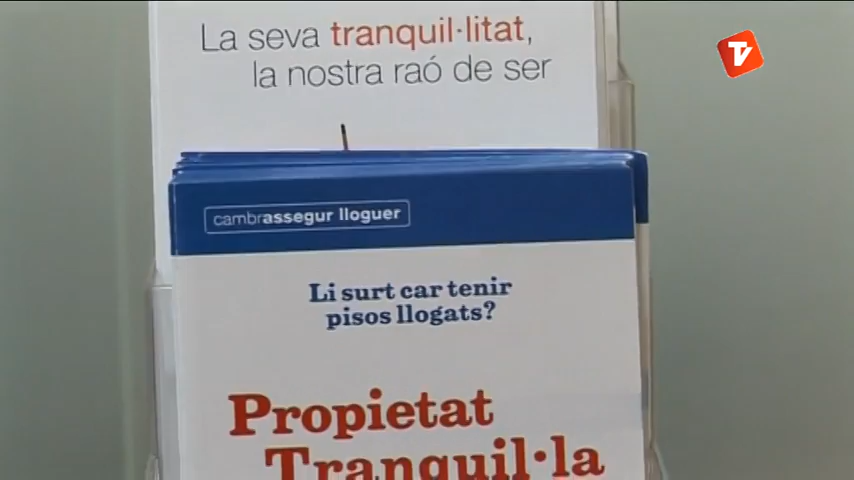 La seva tranquil·litat,
la nostra raó de ser
TV
cambrassegur lloguer
Li surt car tenir
pisos llogats?
Propietat
Tranquil·la